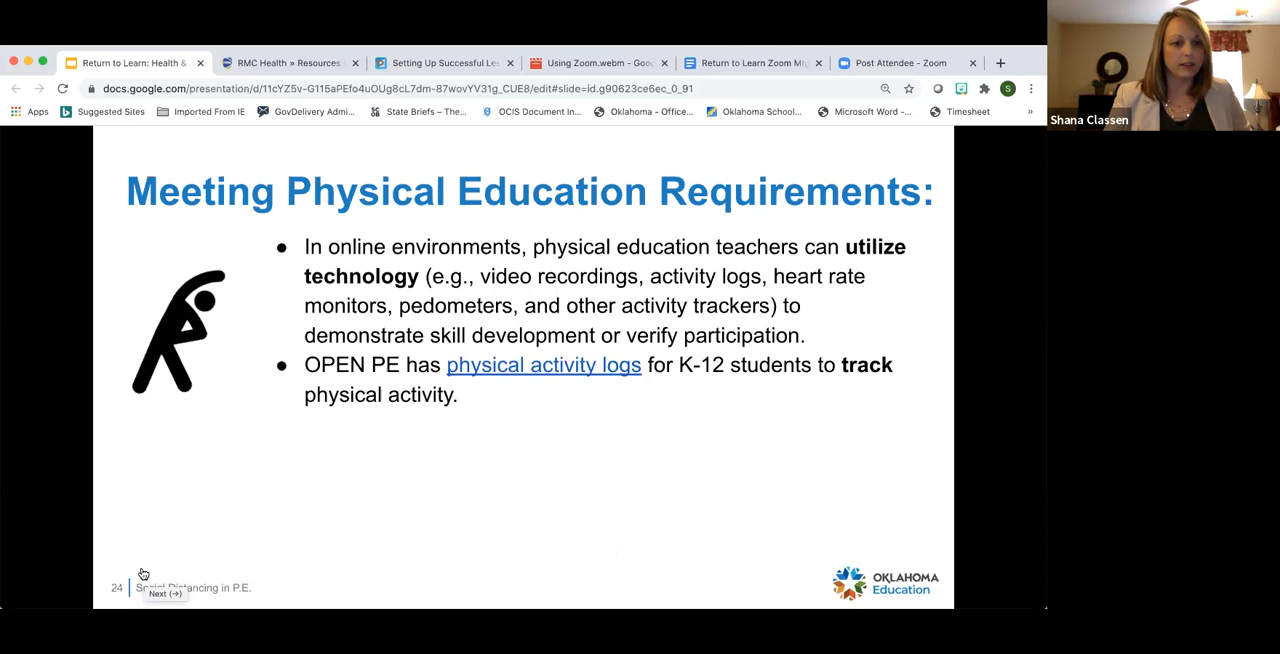 Return to Learn: Health &
RMC Health » Resources
Setting Up Successful Les
Using Zoom.webm - Goog
Return to Learn Zoom Mtg
Post Attendee - Zoom
docs.google.com/presentation/d/11cYZ5v-G115aPEfo4uOUg8cL7dm-87wovYV31g_CUE8/edit#slide=id.g90623ce6ec_0_91
S
Apps
Suggested Sites
Imported From IE
GovDelivery Admi...
State Briefs – The...
OCIS Document In...
Oklahoma - Office...
Oklahoma School...
Microsoft Word -...
Timesheet
»
Shana Classen
Meeting Physical Education Requirements:
● In online environments, physical education teachers can utilize
technology (e.g., video recordings, activity logs, heart rate
monitors, pedometers, and other activity trackers) to
demonstrate skill development or verify participation.
● OPEN PE has physical activity logs for K-12 students to track
physical activity.
24
Social Distancing in P.E.
Next (→)
OKLAHOMA
Education